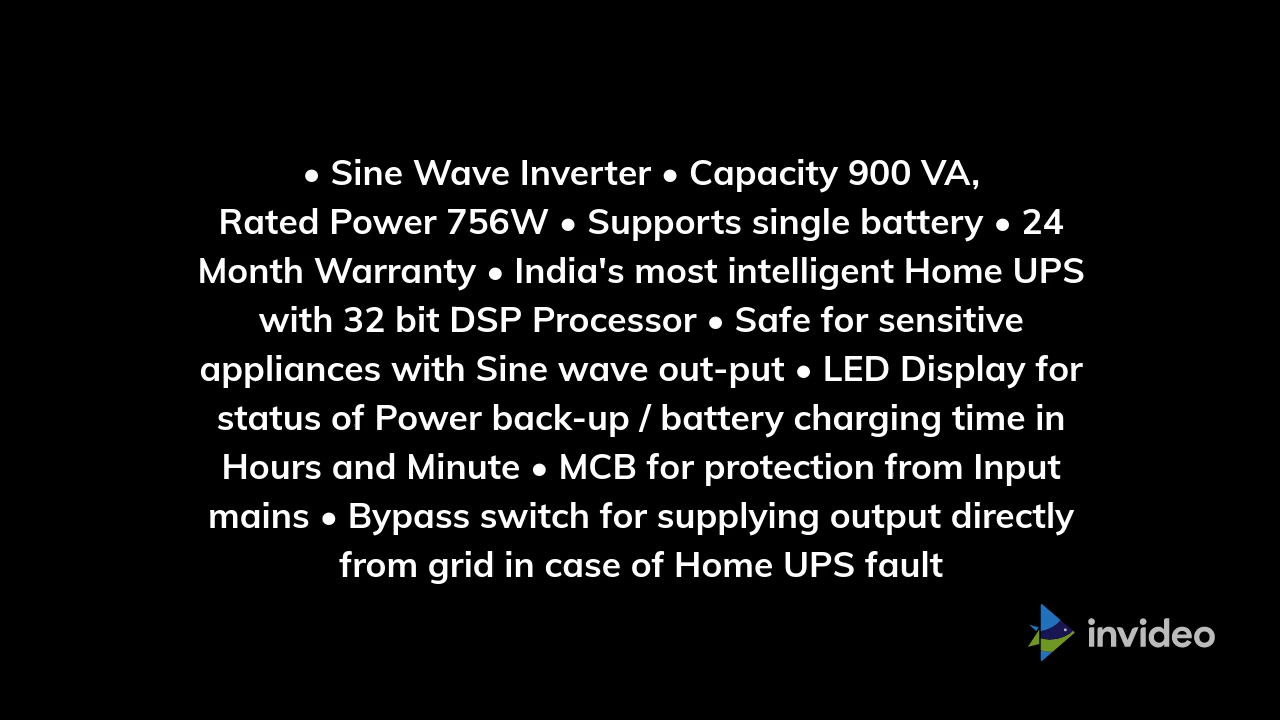 • Sine Wave Inverter • Capacity 900 VA,
Rated Power 756W • Supports single battery • 24
Month Warranty • India's most intelligent Home UPS
with 32 bit DSP Processor • Safe for sensitive
appliances with Sine wave out-put • LED Display for
status of Power back-up / battery charging time in
Hours and Minute • MCB for protection from Input
mains • Bypass switch for supplying output directly
from grid in case of Home UPS fault
invideo